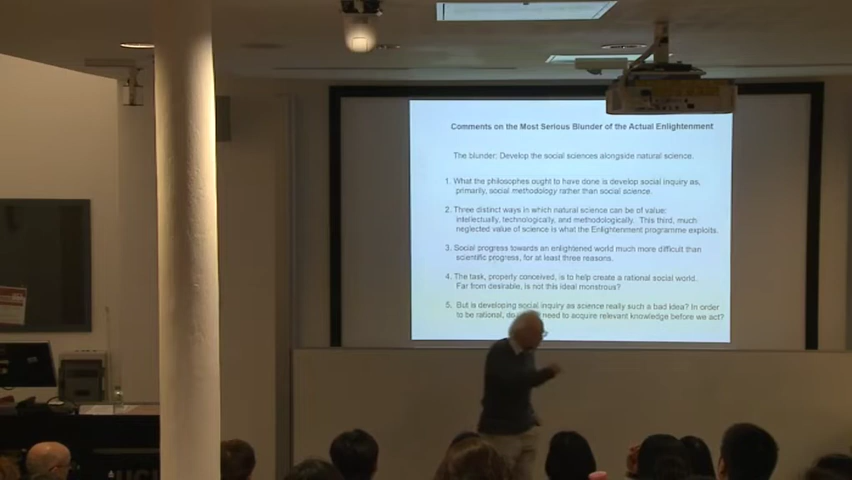 Comments on the Most Serious Blunder of the Actual Enlightenment
The blunder: Develop the social sciences alongside natural science.
1. What the philosophes ought to have done is develop social inquiry as,
primarily, social methodology rather than social science.
2. Three distinct ways in which natural science can be of value:
intellectually, technologically, and methodologically. This third, much
neglected value of science is what the Enlightenment programme exploits.
3. Social progress towards an enlightened world much more difficult than
scientific progress, for at least three reasons.
4. The task, properly conceived, is to help create a rational social world.
Far from desirable, is not this ideal monstrous?
5. But is developing social inquiry as science really such a bad idea? In order
to be rational, need to acquire relevant knowledge before we act?